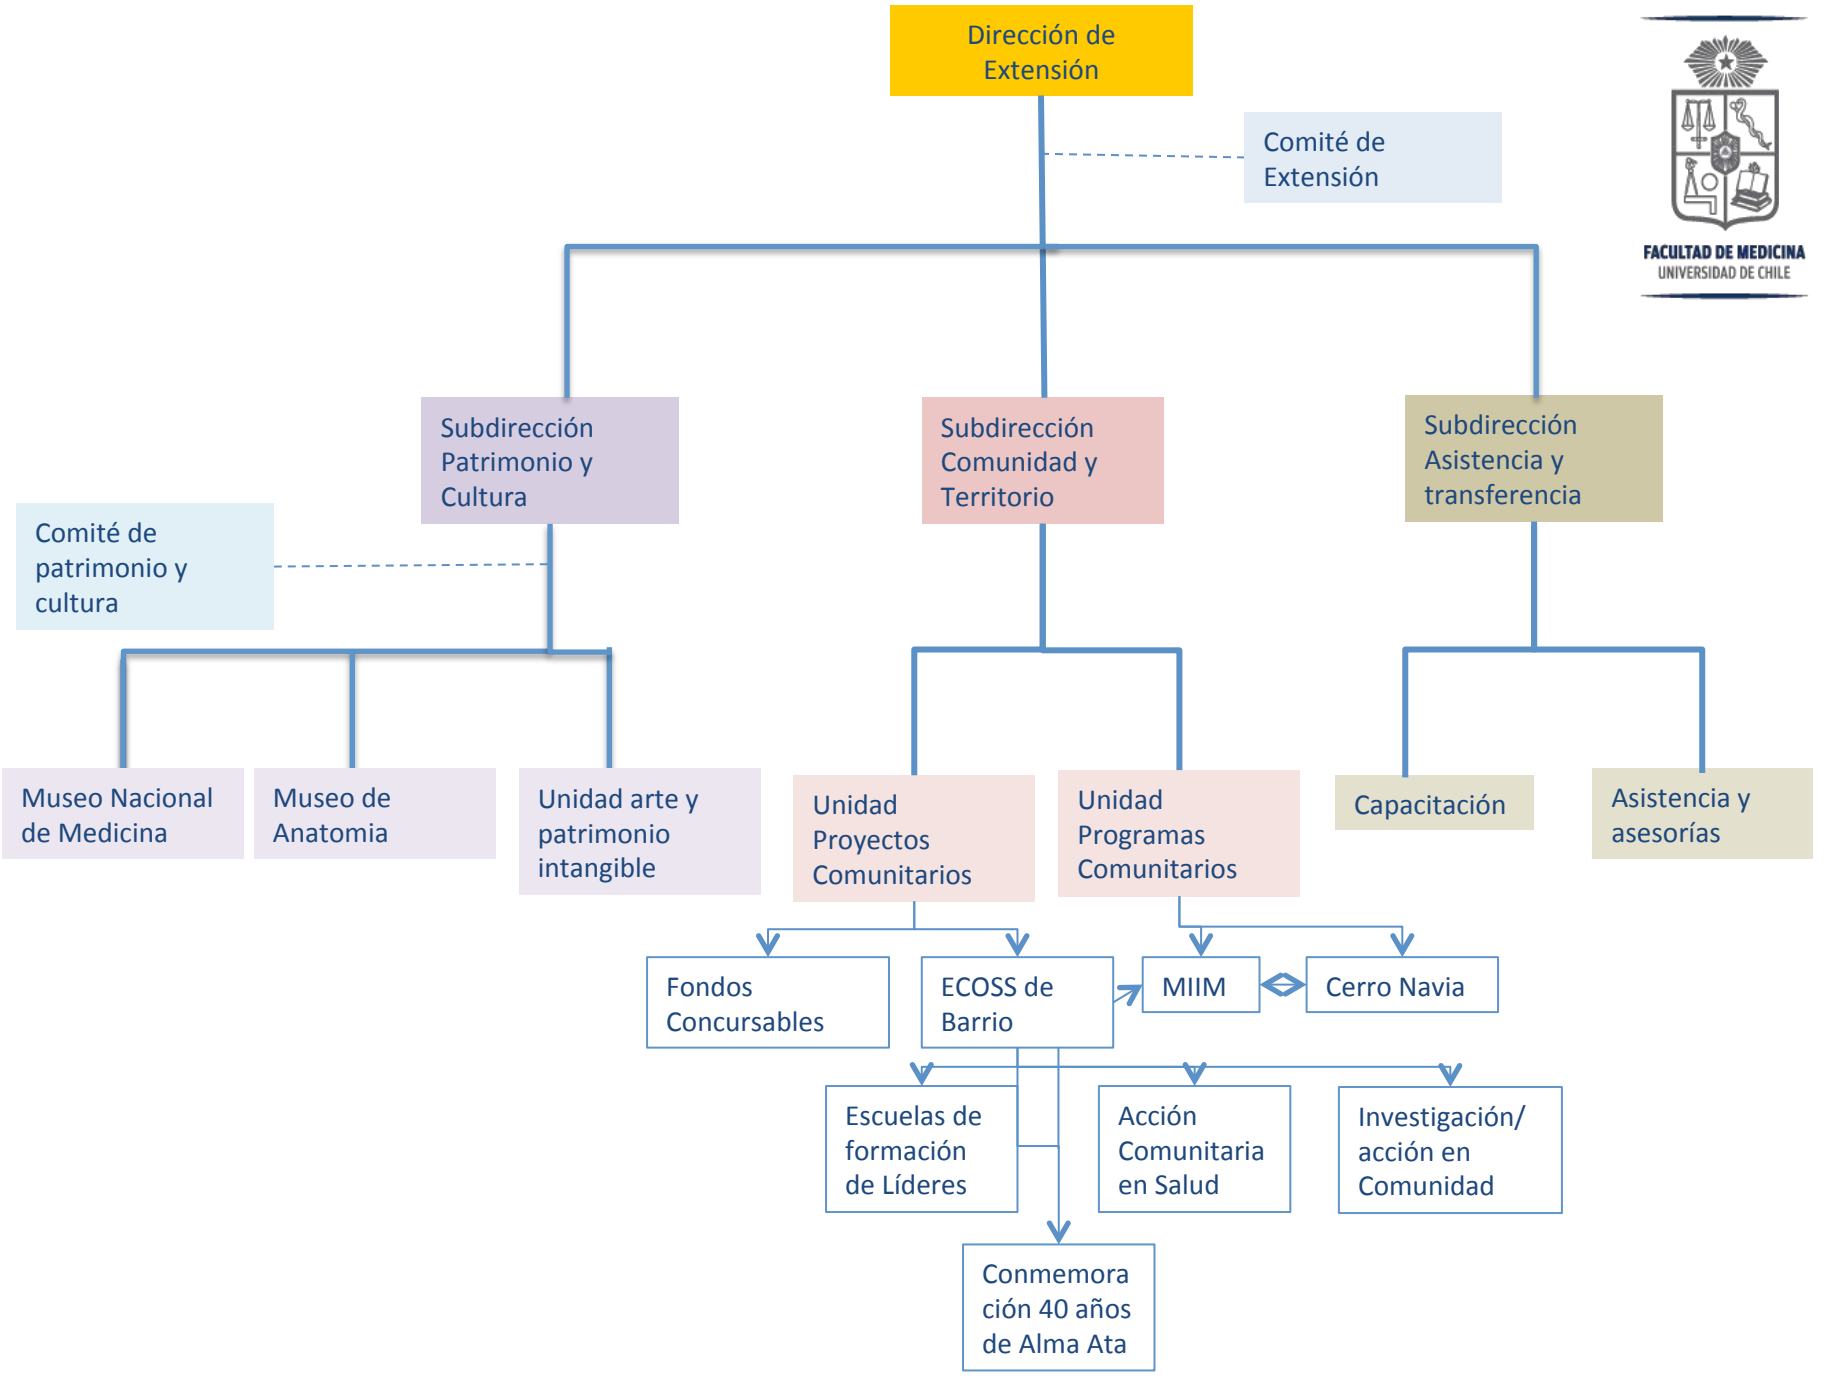 Dirección de
Extensión
Comité de
Extensión
FACULTAD DE MEDICINA
UNIVERSIDAD DE CHILE
Subdirección
Patrimonio y
Cultura
Subdirección
Comunidad y
Territorio
Subdirección
Asistencia y
transferencia
Comité de
patrimonio y
cultura
Museo Nacional
de Medicina
Museo de
Anatomia
Unidad arte y
patrimonio
intangible
Unidad
Proyectos
Comunitarios
Unidad
Programas
Comunitarios
Capacitación
Asistencia y
asesorías
Fondos
Concursables
ECOSS de
Barrio
MIIM
Cerro Navia
Escuelas de
formación
de Líderes
Acción
Comunitaria
en Salud
Investigación/
acción en
Comunidad
Conmemora
ción 40 años
de Alma Ata